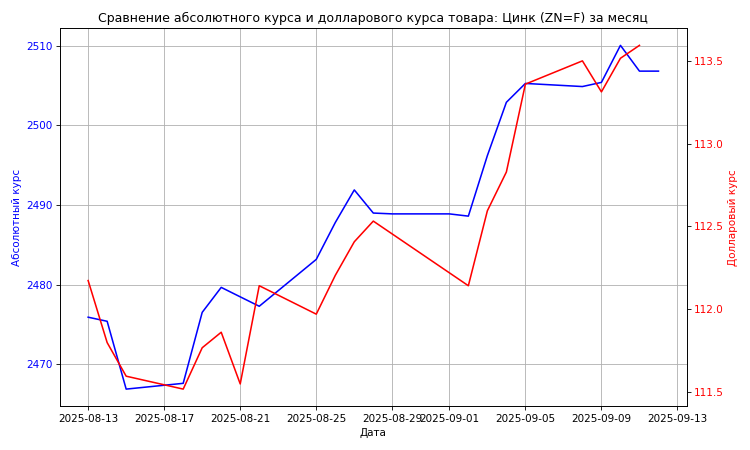 Сравнение абсолютного курса и долларового курса товара: Цинк (ZN=F) за месяц
Абсолютный курс
2510
2500
2490
2480
2470
113.5
113.0
112.5
112.0
111.5
Долларовый курс
2025-08-13 2025-08-17 2025-08-21 2025-08-25 2025-08-29 2025-09-01 2025-09-05 2025-09-09 2025-09-13
Дата